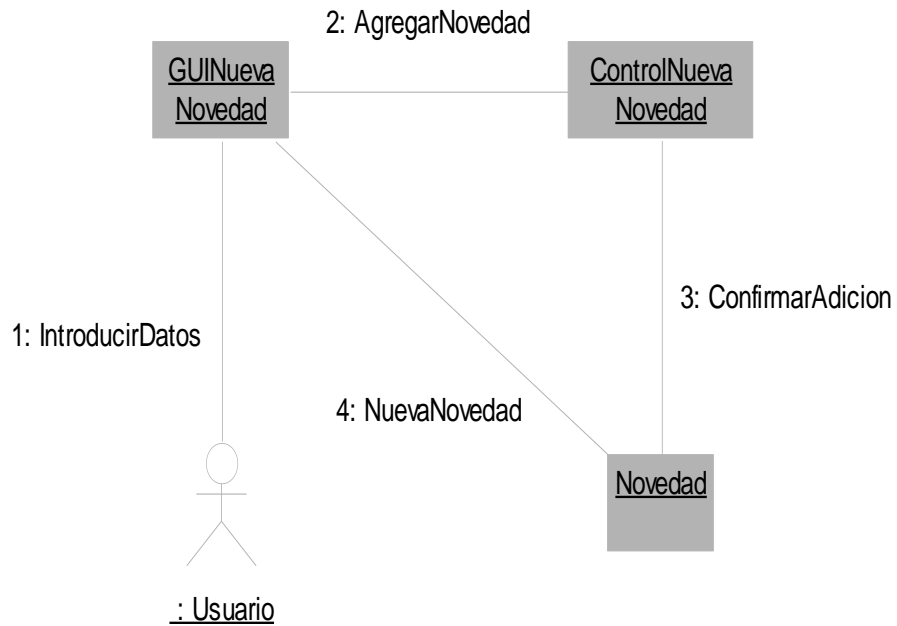 2: AgregarNovedad
GUINueva
Novedad
ControlNueva
Novedad
3: ConfirmarAdicion
1: IntroducirDatos
4: NuevaNovedad
Novedad
: Usuario